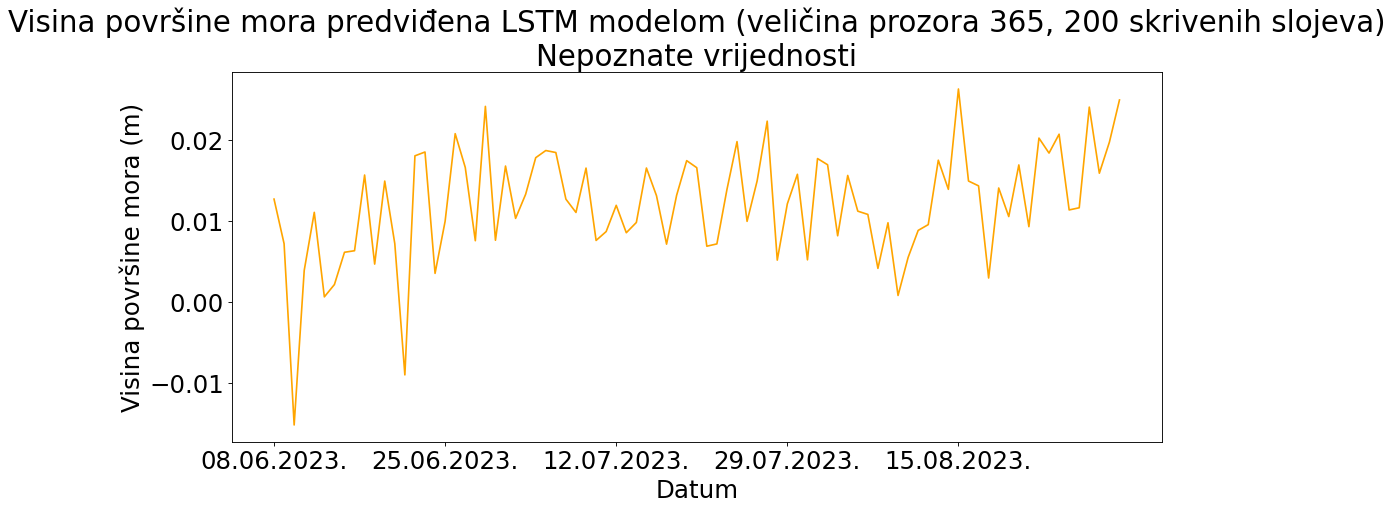 Visina površine mora predviđena LSTM modelom (veličina prozora 365, 200 skrivenih slojeva)
Nepoznate vrijednosti
Visina površine mora (m)
0.02
0.01
0.00
−0.01
08.06.2023.
25.06.2023.
12.07.2023.
29.07.2023.
15.08.2023.
Datum